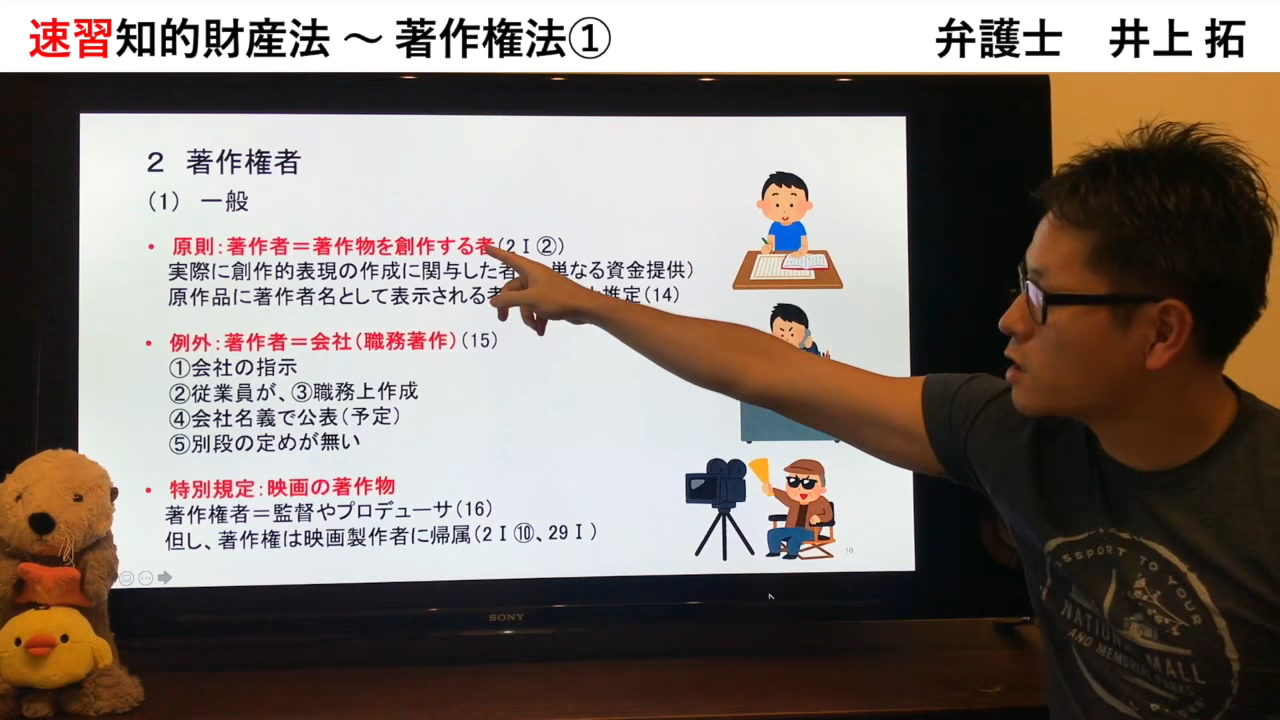 速習知的財産法 ～ 著作権法①
弁護士 井上 拓
2 著作権者
(1) 一般
・ 原則：著作者＝著作物を創作する者(2Ⅰ②)
実際に創作的表現の作成に関与した者 単なる資金提供)
原作品に著作者名として表示される 推定(14)
・ 例外：著作者＝会社(職務著作)(15)
①会社の指示
②従業員が、③職務上作成
④会社名義で公表(予定)
⑤別段の定めが無い
・ 特別規定：映画の著作物
著作権者＝監督やプロデューサ(16)
但し、著作権は映画製作者に帰属(2Ⅰ⑩、29Ⅰ)
10
SONY
PASSPORT TO YOUR
NATIONAL
MALL
AND MEMORIAL PARKS